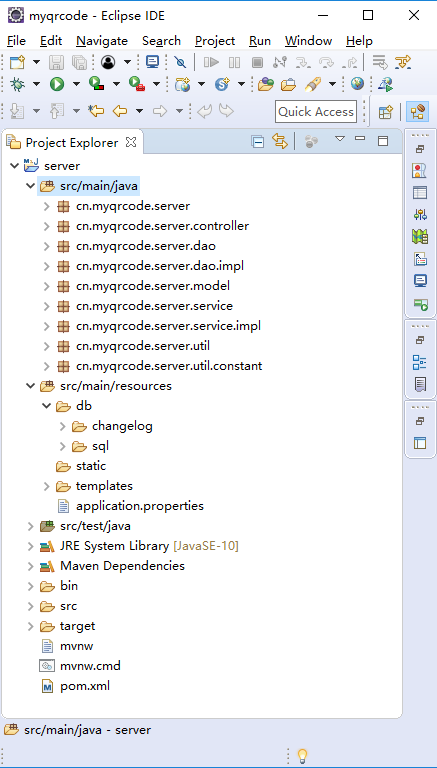 myqrcode - Eclipse IDE
File Edit Navigate Search Project Run Window Help
Quick Access
Project Explorer
server
src/main/java
cn.myqrcode.server
cn.myqrcode.server.controller
cn.myqrcode.server.dao
cn.myqrcode.server.dao.impl
cn.myqrcode.server.model
cn.myqrcode.server.service
cn.myqrcode.server.service.impl
cn.myqrcode.server.util
cn.myqrcode.server.util.constant
src/main/resources
db
changelog
sql
static
templates
application.properties
src/test/java
JRE System Library [JavaSE-10]
Maven Dependencies
bin
src
target
mvnw
mvnw.cmd
pom.xml
src/main/java - server